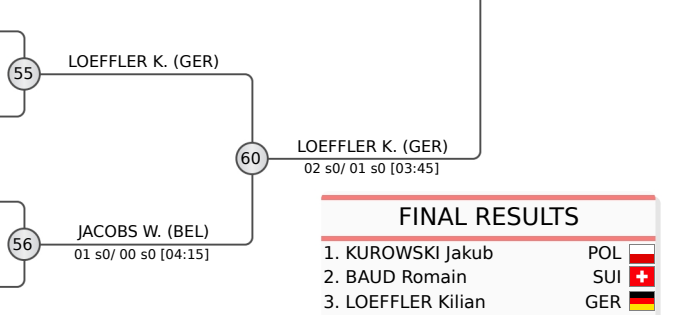 LOEFFLER K. (GER)
55
60
LOEFFLER K. (GER)
02 s0/ 01 s0 [03:45]
JACOBS W. (BEL)
56
01 s0/ 00 s0 [04:15]
FINAL RESULTS
1. KUROWSKI Jakub POL
2. BAUD Romain SUI
3. LOEFFLER Kilian GER